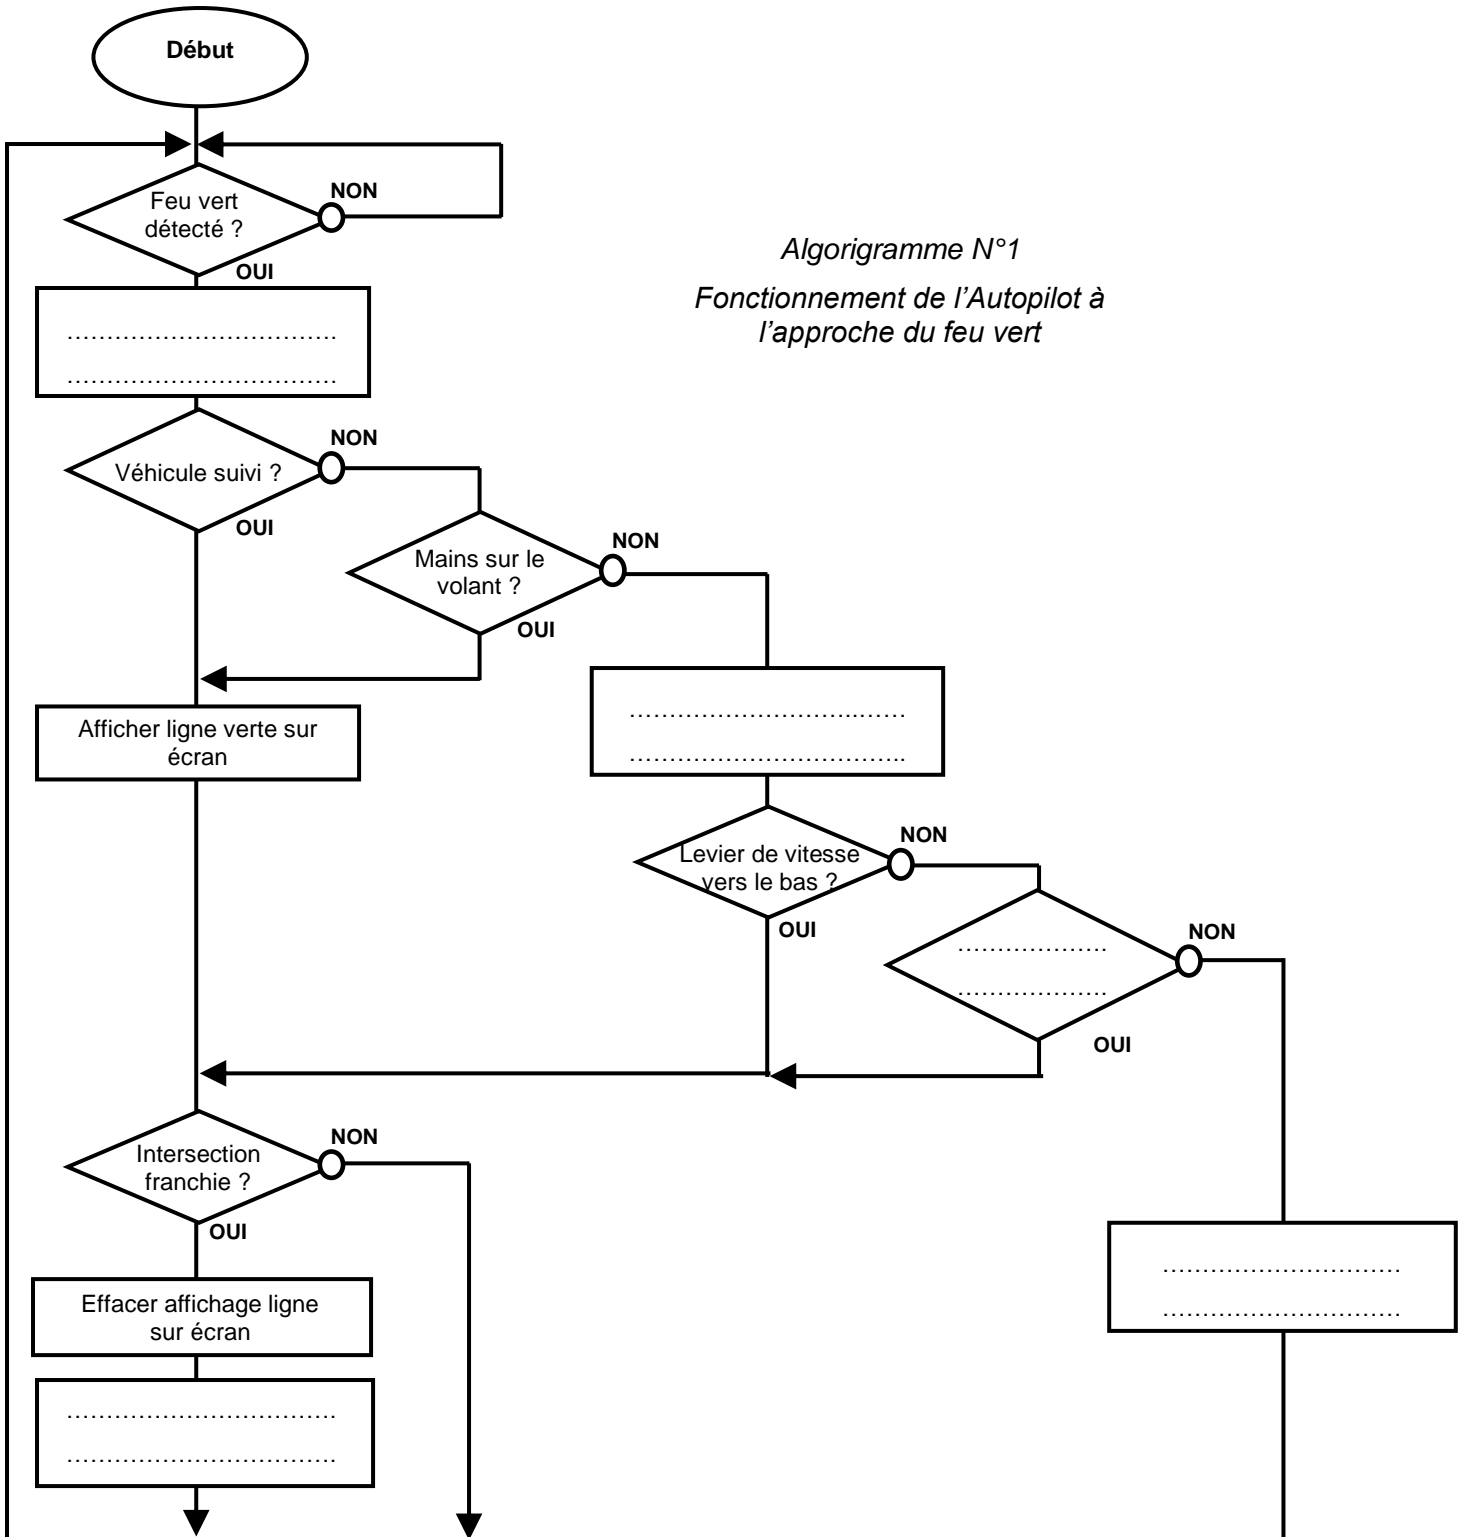 Début
NON
Feu vert
détecté ?
OUI
Algorigramme N°1
Fonctionnement de l'Autopilot à
l'approche du feu vert
…………………………….
…………………………….
NON
Véhicule suivi ?
OUI
NON
Mains sur le
volant ?
OUI
………………………..……
……………………………..
Afficher ligne verte sur
écran
NON
Levier de vitesse
vers le bas ?
OUI
NON
……………….
……………….
OUI
NON
Intersection
franchie ?
OUI
…………………………
…………………………
Effacer affichage ligne
sur écran
…………………………….
…………………………….